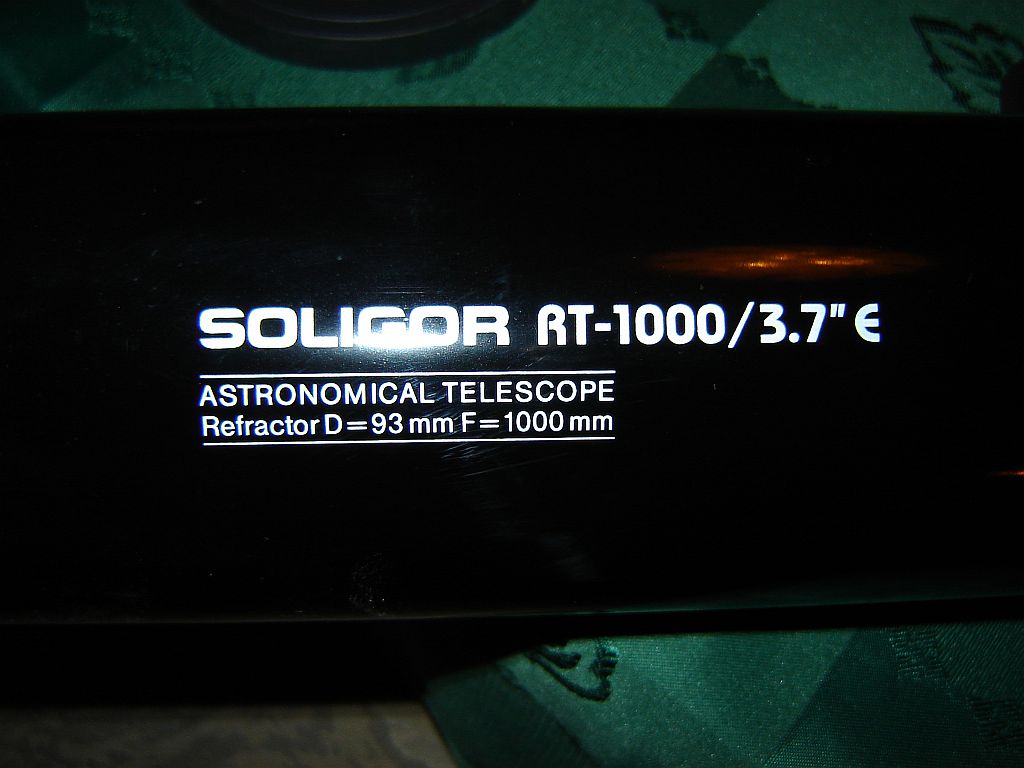 SOLIGOR RT-1000/3.7" E
ASTRONOMICAL TELESCOPE
Refractor D=93 mm F=1000 mm